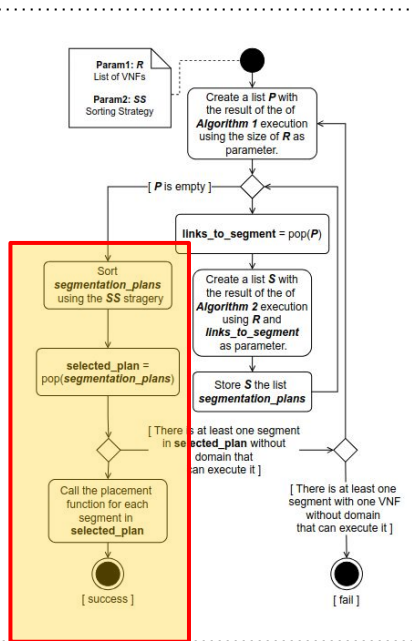 Param1: R
List of VNFs
Param2: SS
Sorting Strategy
Create a list P with
the result of the of
Algorithm 1 execution
using the size of R as
parameter.
[ P is empty ]
links_to_segment = pop(P)
Create a list S with
the result of the of
Algorithm 2 execution
using R and
links_to_segment
as parameter.
Store S the list
segmentation_plans
Sort
segmentation_plans
using the SS stragery
selected_plan =
pop(segmentation_plans)
[ There is at least one segment
in selected_plan without
domain that
can execute it ]
Call the placement
function for each
segment in
selected_plan
[ success ]
[ There is at least one
segment with one VNF
without domain
that can execute it ]
[ fail ]